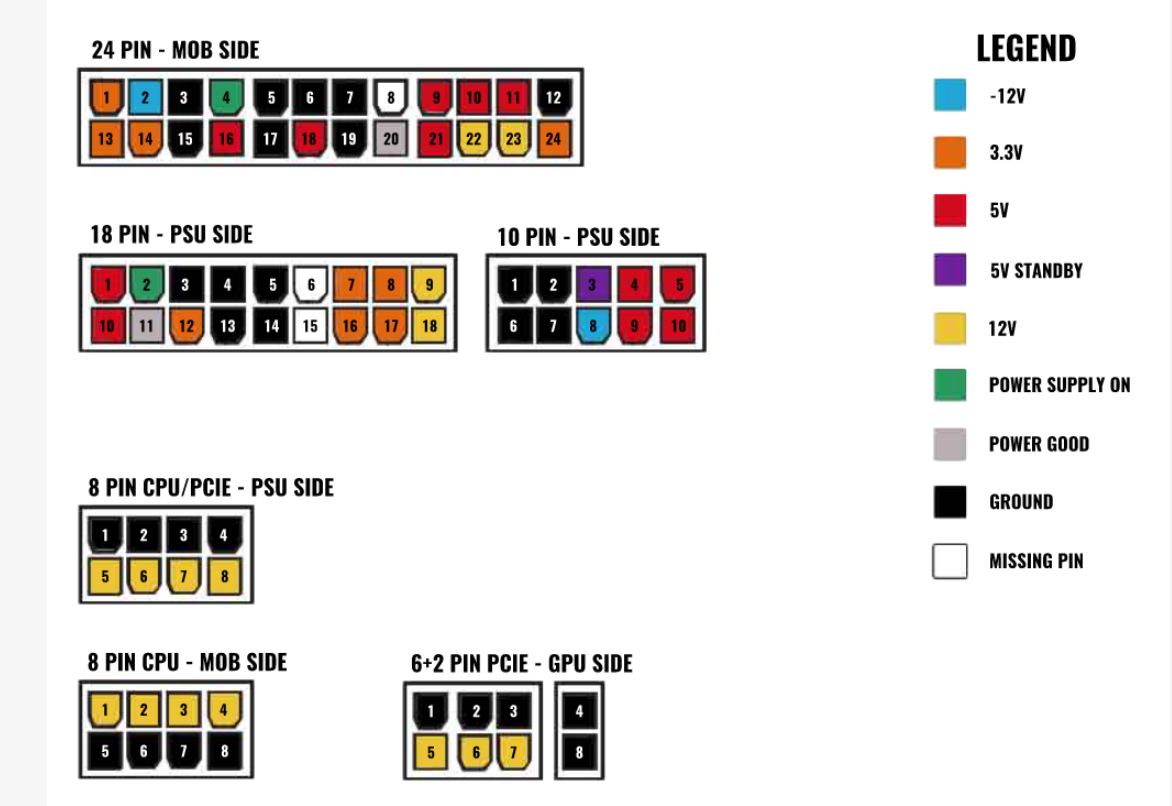 24 PIN - MOB SIDE
1 2 3 4 5 6 7 8 9 10 11 12
13 14 15 16 17 18 19 20 21 22 23 24
18 PIN - PSU SIDE
1 2 3 4 5 6 7 8 9
10 11 12 13 14 15 16 17 18
10 PIN - PSU SIDE
1 2 3 4 5
6 7 8 9 10
8 PIN CPU/PCIE - PSU SIDE
1 2 3 4
5 6 7 8
8 PIN CPU - MOB SIDE
1 2 3 4
5 6 7 8
6+2 PIN PCIE - GPU SIDE
1 2 3 4
5 6 7 8
LEGEND
-12V
3.3V
5V
5V STANDBY
12V
POWER SUPPLY ON
POWER GOOD
GROUND
MISSING PIN